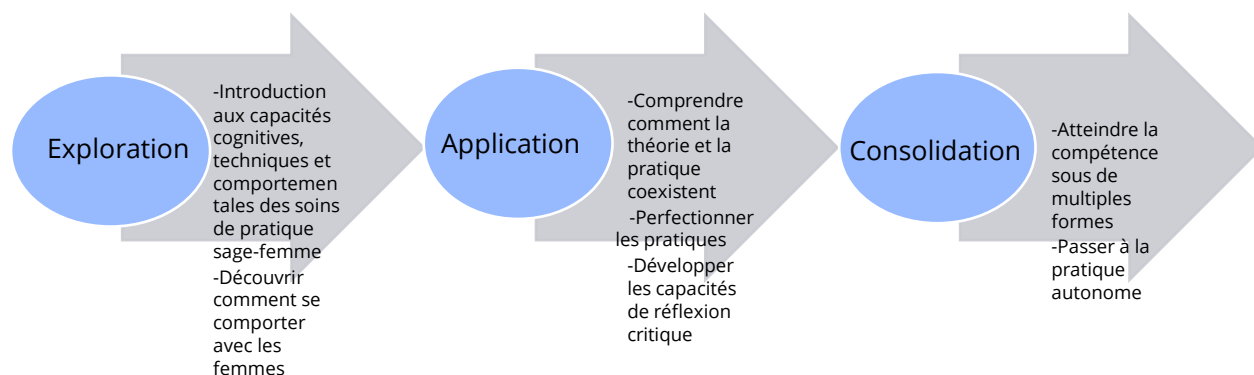 Exploration
-Introduction
aux capacités
cognitives,
techniques et
comportemen
tales des soins
de pratique
sage-femme
-Découvrir
comment se
comporter
avec les
femmes
Application
-Comprendre
comment la
théorie et la
pratique
coexistent
-Perfectionner
les pratiques
-Développer
les capacités
de réflexion
critique
Consolidation
-Atteindre la
compétence
sous de
multiples
formes
-Passer à la
pratique
autonome